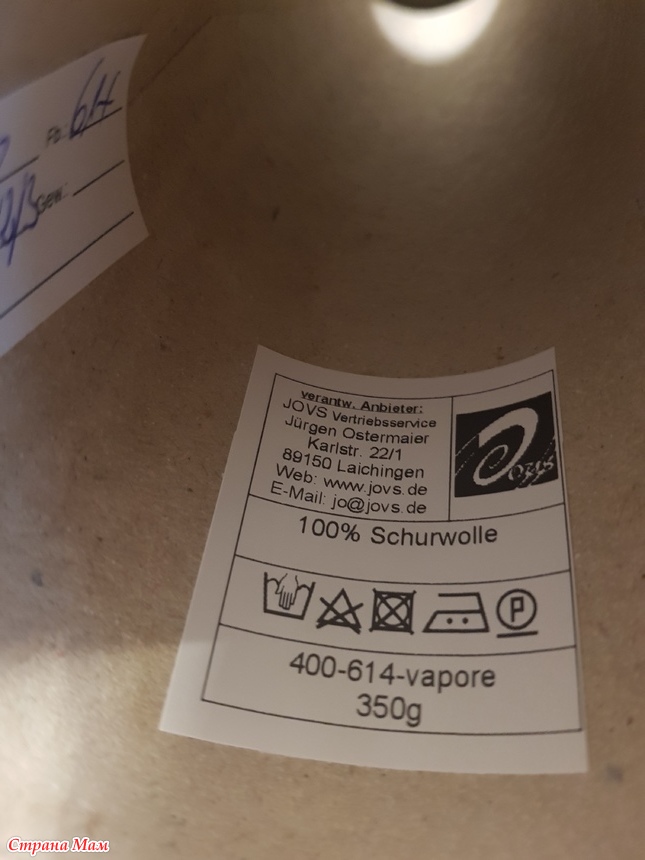 Fb. 614
Gew.:
verantw. Anbieter:
JOVS Vertriebsservice
Jürgen Ostermaier
Karlstr. 22/1
89150 Laichingen
Web: www.jovs.de
E-Mail: jo@jovs.de
100% Schurwolle
P
400-614-vapore
350g
Страна Мам